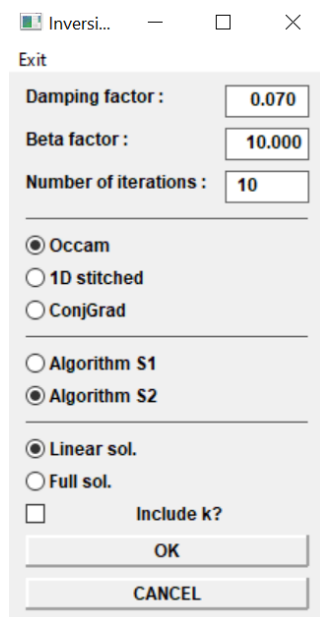 Inversi...
Exit
Damping factor : 0.070
Beta factor : 10.000
Number of iterations : 10
Occam
1D stitched
ConjGrad
Algorithm S1
Algorithm S2
Linear sol.
Full sol.
Include k?
OK
CANCEL